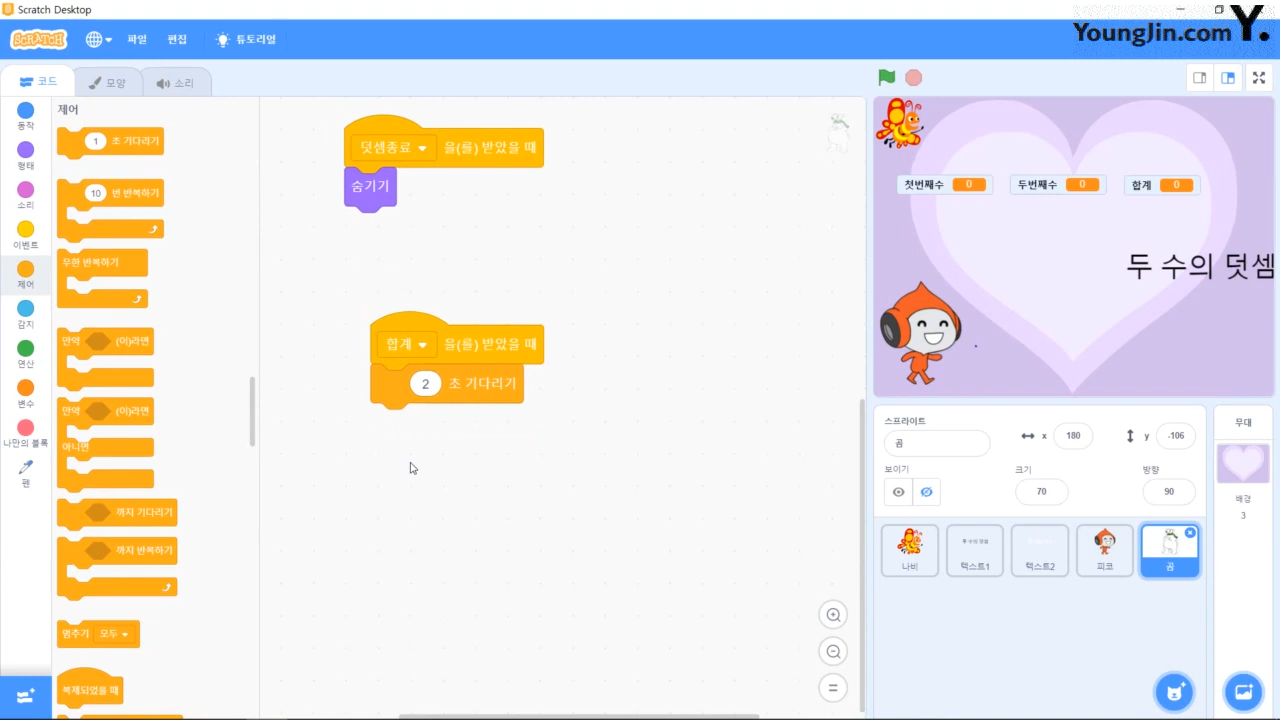 Scratch Desktop
SCRATCH
파일
편집
튜토리얼
YoungJin.com Y.
코드
모양
소리
동작
형태
소리
이벤트
제어
감지
연산
변수
나만의 블록
펜
제어
1 초 기다리기
10 번 반복하기
무한 반복하기
만약 (이)라면
만약 (이)라면
아니면
까지 기다리기
까지 반복하기
멈추기 모두
복제되었을 때
덧셈종료 을(를) 받았을 때
숨기기
합계 을(를) 받았을 때
2 초 기다리기
첫번째수 0
두번째수 0
합계 0
두 수의 덧셈
스프라이트
곰
x 180
y -106
보이기
크기
70
방향
90
나비
두 수의 덧셈
텍스트1
텍스트2
피코
곰
무대
배경
3